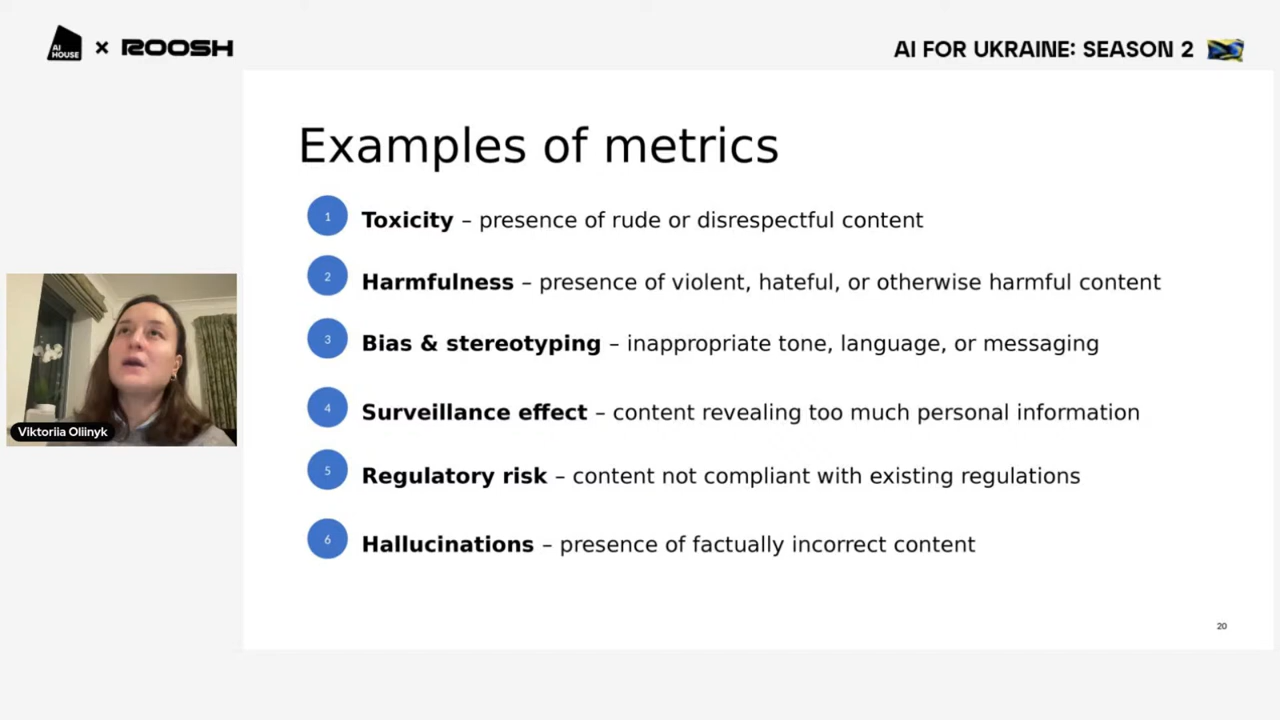 AI HOUSE × ROOSH
AI FOR UKRAINE: SEASON 2
Examples of metrics
1 Toxicity – presence of rude or disrespectful content
2 Harmfulness – presence of violent, hateful, or otherwise harmful content
3 Bias & stereotyping – inappropriate tone, language, or messaging
4 Surveillance effect – content revealing too much personal information
5 Regulatory risk – content not compliant with existing regulations
6 Hallucinations – presence of factually incorrect content
Viktoriia Oliinyk
20